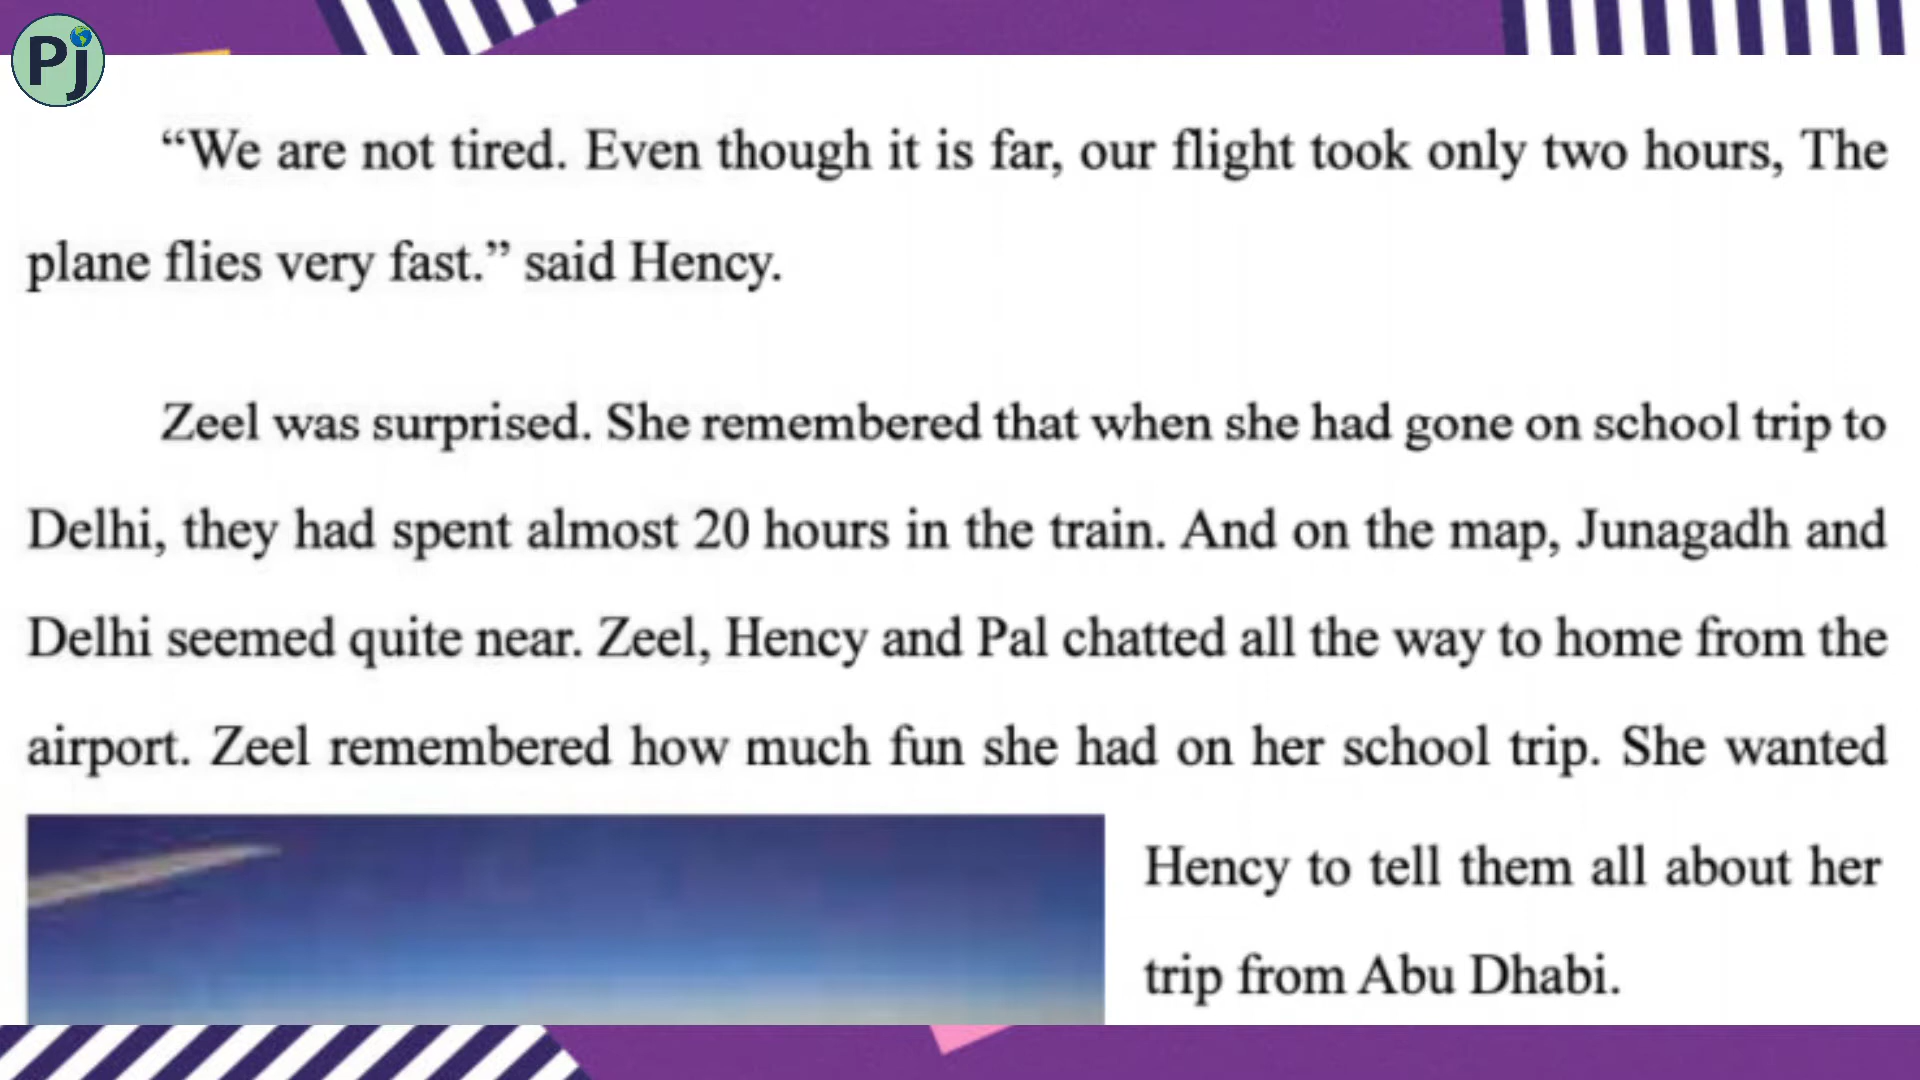 Pj
“We are not tired. Even though it is far, our flight took only two hours, The
plane flies very fast.” said Hency.
Zeel was surprised. She remembered that when she had gone on school trip to
Delhi, they had spent almost 20 hours in the train. And on the map, Junagadh and
Delhi seemed quite near. Zeel, Hency and Pal chatted all the way to home from the
airport. Zeel remembered how much fun she had on her school trip. She wanted
Hency to tell them all about her
trip from Abu Dhabi.